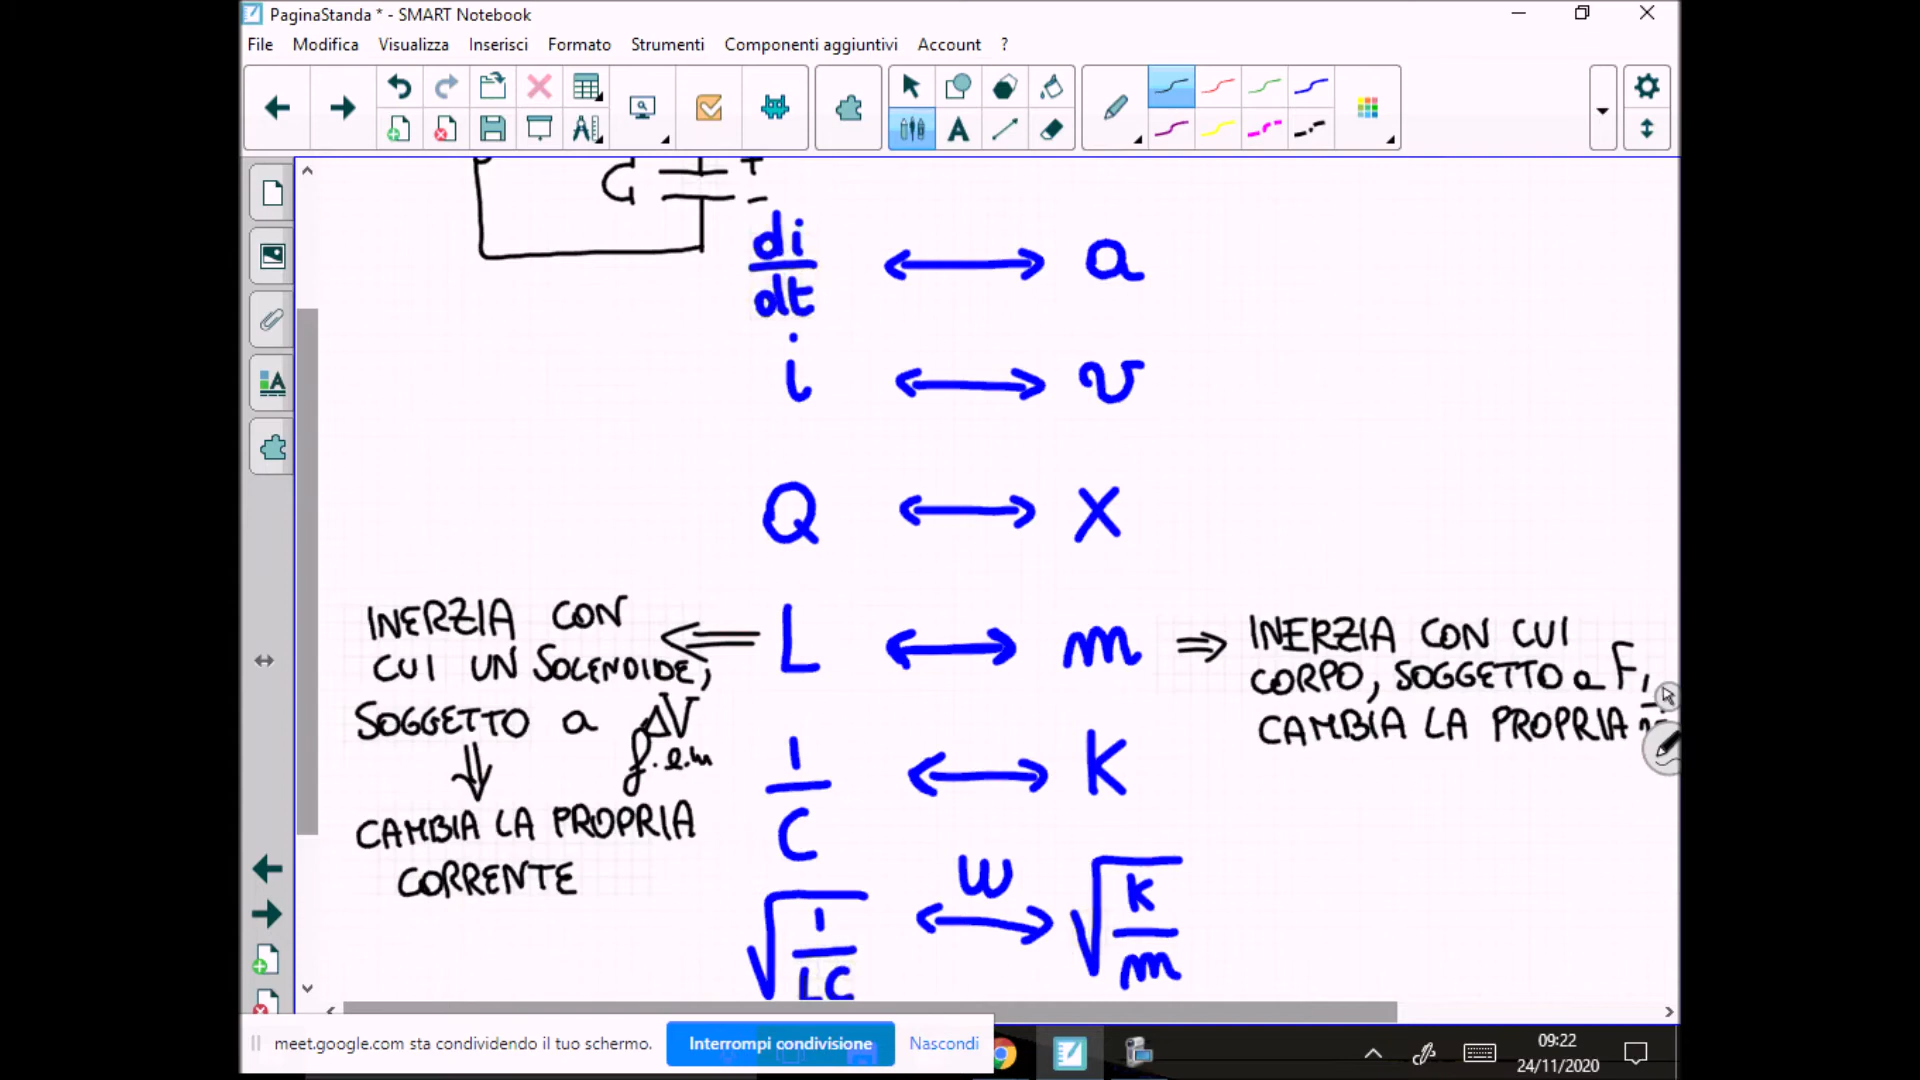 PaginaStanda * - SMART Notebook
File Modifica Visualizza Inserisci Formato Strumenti Componenti aggiuntivi Account ?
C + -
di/dt ↔ a
i ↔ v
Q ↔ X
L ↔ m
INERZIA CON
CUI UN SOLENOIDE,
SOGGETTO a ΔV
f.e.m
⇓
CAMBIA LA PROPRIA
CORRENTE
⇒ INERZIA CON CUI
CORPO, SOGGETTO a F,
CAMBIA LA PROPRIA
1/C ↔ K
ω
√(1/LC) ↔ √(K/m)
meet.google.com sta condividendo il tuo schermo. Interrompi condivisione Nascondi
09:22
24/11/2020